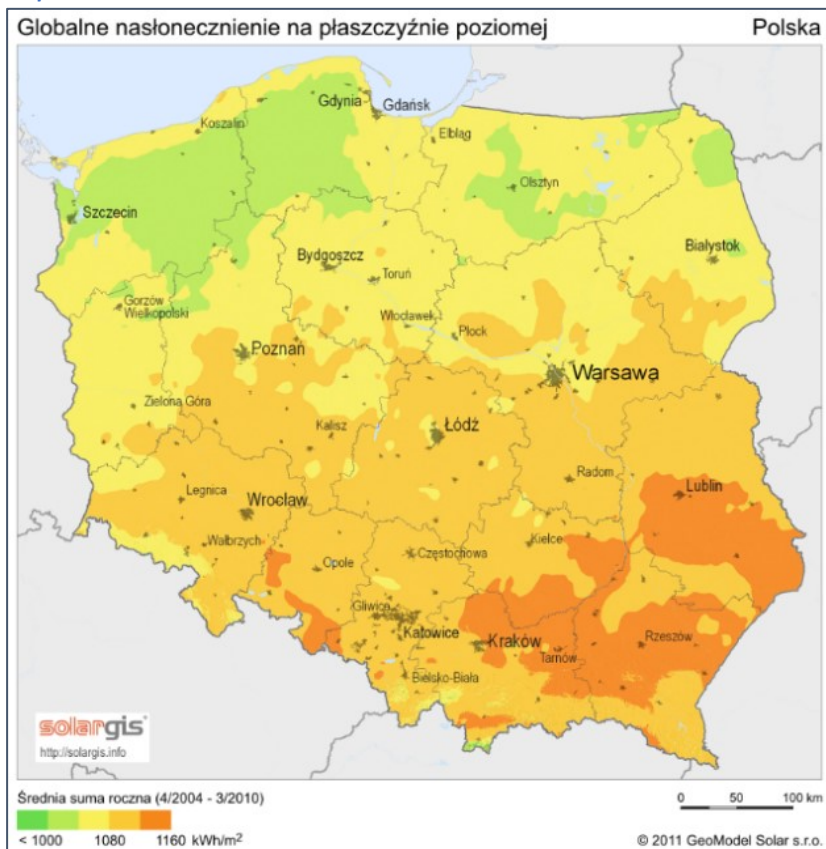 Globalne nasłonecznienie na płaszczyźnie poziomej
Polska
Gdynia
Gdańsk
Koszalin
Elbląg
Olsztyn
Szczecin
Bydgoszcz
Białystok
Toruń
Gorzów
Wielkopolski
Włocławek
Płock
Poznań
Warsawa
Zielona Góra
Kalisz
Łódź
Radom
Legnica
Lublin
Wrocław
Wałbrzych
Częstochowa
Kielce
Opole
Gliwice
Katowice
Kraków
Tarnów
Rzeszów
Bielsko-Biała
solargis
http://solargis.info
Średnia suma roczna (4/2004 - 3/2010)
0 50 100 km
< 1000 1080 1160 kWh/m²
© 2011 GeoModel Solar s.r.o.